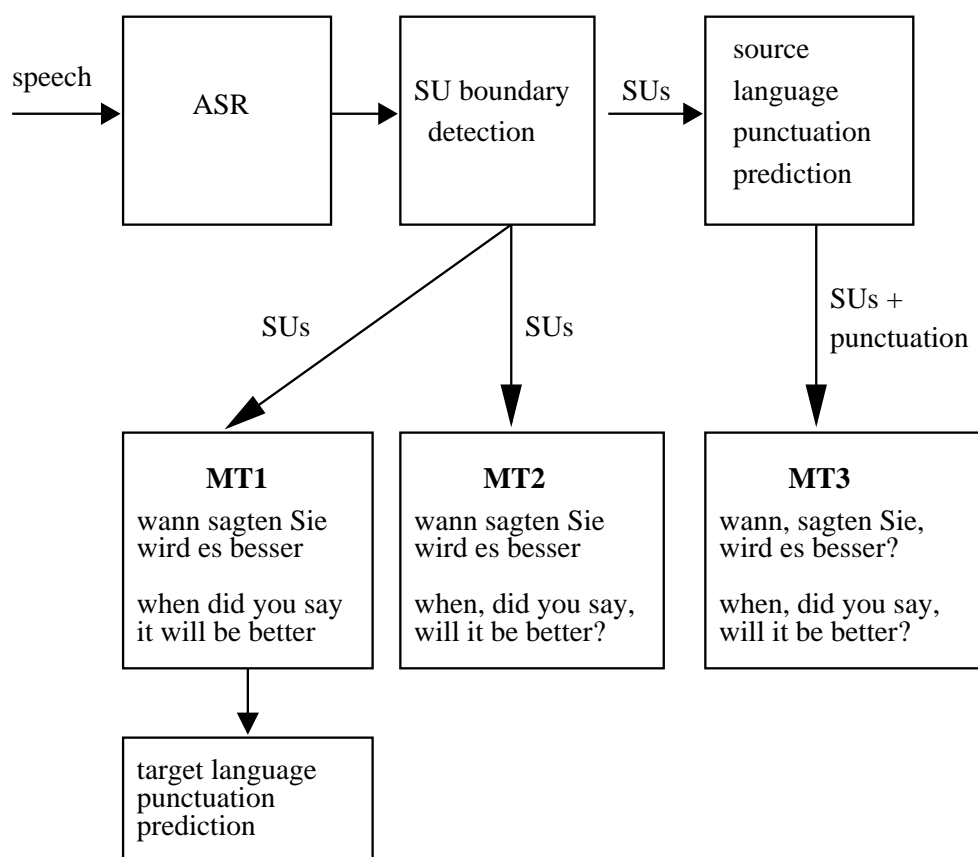 speech
ASR
SU boundary
detection
SUs
source
language
punctuation
prediction
SUs
SUs
SUs +
punctuation
MT1
wann sagten Sie
wird es besser
when did you say
it will be better
MT2
wann sagten Sie
wird es besser
when, did you say,
will it be better?
MT3
wann, sagten Sie,
wird es besser?
when, did you say,
will it be better?
target language
punctuation
prediction